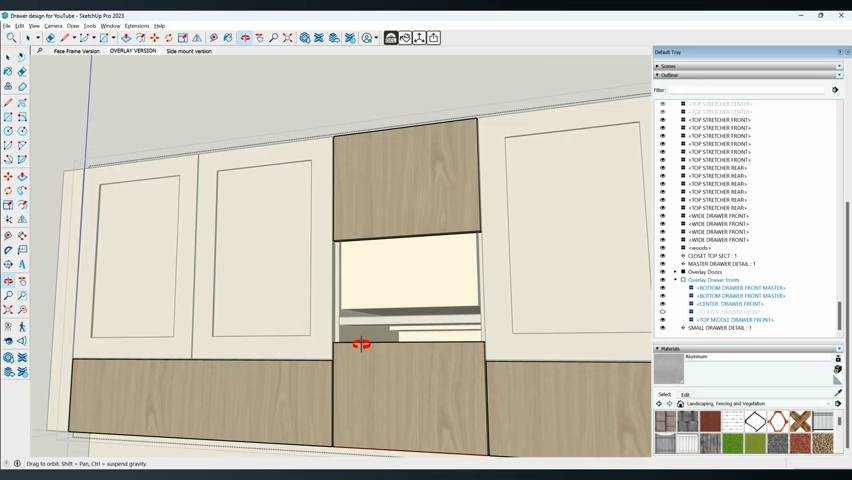 Drawer design for YouTube - SketchUp Pro 2023
File Edit View Camera Draw Tools Window Extensions Help
Face Frame Version OVERLAY VERSION Side mount version
Default Tray
Scenes
Outliner
Filter:
<TOP STRETCHER CENTER>
<TOP STRETCHER CENTER>
<TOP STRETCHER FRONT>
<TOP STRETCHER FRONT>
<TOP STRETCHER FRONT>
<TOP STRETCHER FRONT>
<TOP STRETCHER FRONT>
<TOP STRETCHER FRONT>
<TOP STRETCHER REAR>
<TOP STRETCHER REAR>
<TOP STRETCHER REAR>
<TOP STRETCHER REAR>
<TOP STRETCHER REAR>
<TOP STRETCHER REAR>
<WIDE DRAWER FRONT>
<WIDE DRAWER FRONT>
<WIDE DRAWER FRONT>
<WIDE DRAWER FRONT>
<woods>
CLOSET TOP SECT : 1
MASTER DRAWER DETAIL : 1
Overlay Doors
Overlay Drawer fronts
<BOTTOM DRAWER FRONT MASTER>
<BOTTOM DRAWER FRONT MASTER>
<CENTER DRAWER FRONT>
<CENTER DRAWER FRONT>
<TOP MIDDLE DRAWER FRONT>
SMALL DRAWER DETAIL : 1
Materials
Aluminum
Select Edit
Landscaping, Fencing and Vegetation
Drag to orbit. Shift = Pan, Ctrl = suspend gravity.